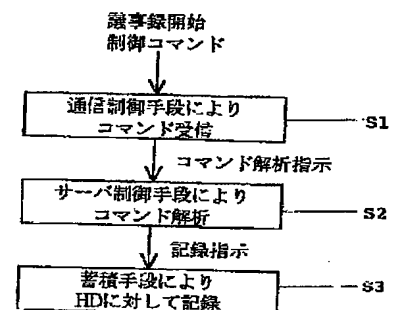 議事録開始
制御コマンド
通信制御手段により
コマンド受信
S1
コマンド解析指示
サーバ制御手段により
コマンド解析
S2
記録指示
蓄積手段により
HDに対して記録
S3